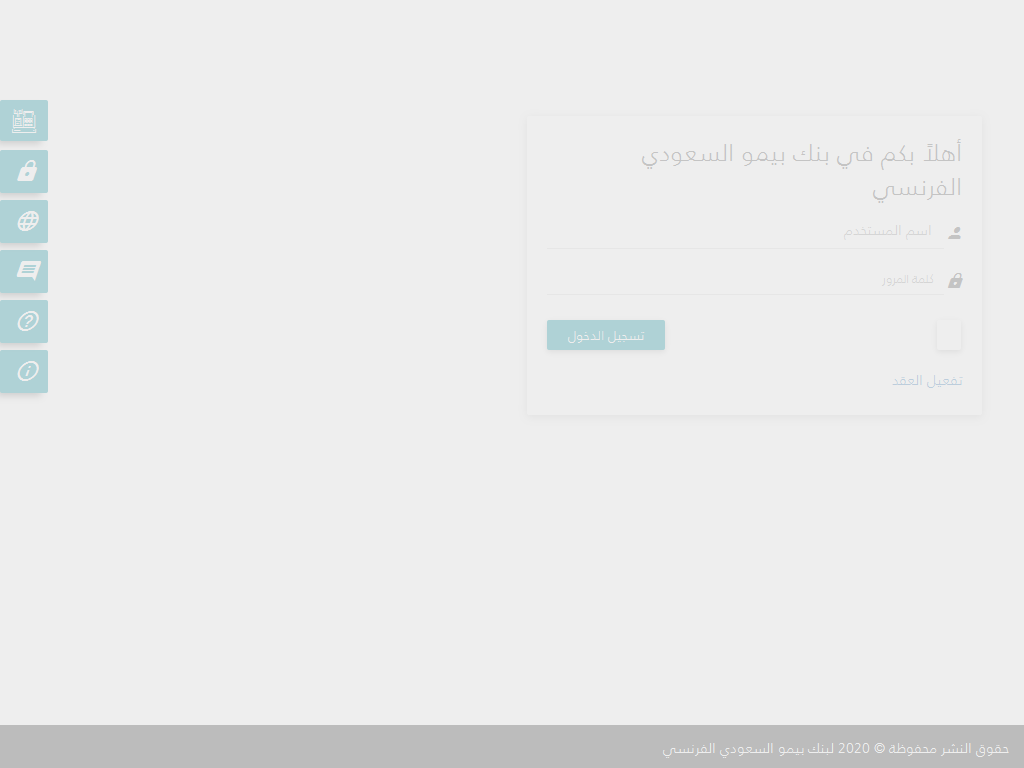 أهلاً بكم في بنك بيمو السعودي
الفرنسي
اسم المستخدم
كلمة المرور
تسجيل الدخول
تفعيل العقد
حقوق النشر محفوظة © 2020 لبنك بيمو السعودي الفرنسي